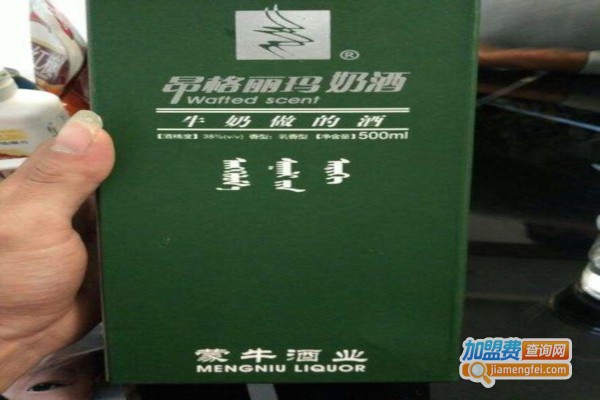 ®
昂格丽玛 奶酒
Wafted scent
牛奶做的酒
【酒精度】38%(v/v) 香型：乳香型 【净含量】500ml
蒙牛酒业
MENGNIU LIQUOR
加盟费查询网
jiamengfei.com